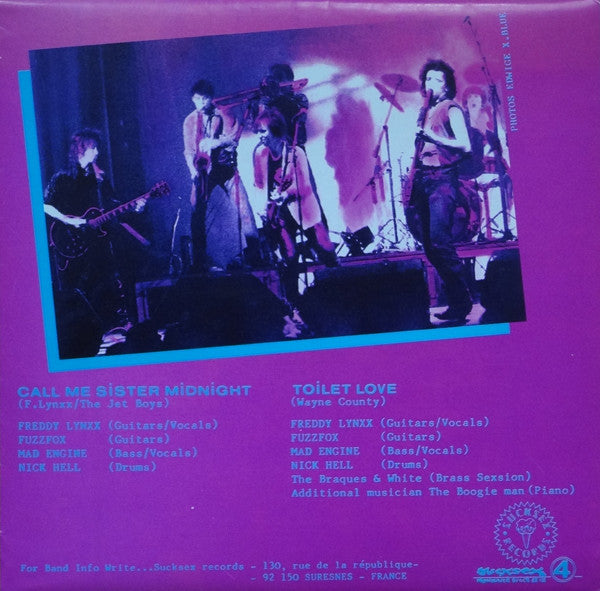 PHOTOS EDWIGE X.BLUE
CALL ME SiSTER MiDNiGHT
(F.Lynxx/The Jet Boys)
FREDDY LYNXX (Guitars/Vocals)
FUZZFOX (Guitars)
MAD ENGINE (Bass/Vocals)
NICK HELL (Drums)
TOiLET LOVE
(Wayne County)
FREDDY LYNXX (Guitars/Vocals)
FUZZFOX (Guitars)
MAD ENGINE (Bass/Vocals)
NICK HELL (Drums)
The Braques & White (Brass Sexsion)
Additional musician The Boogie man (Piano)
SUCKSEX
RECORDS
4
For Band Info Write...Sucksex records - 130, rue de la république-
92 150 SURESNES - FRANCE